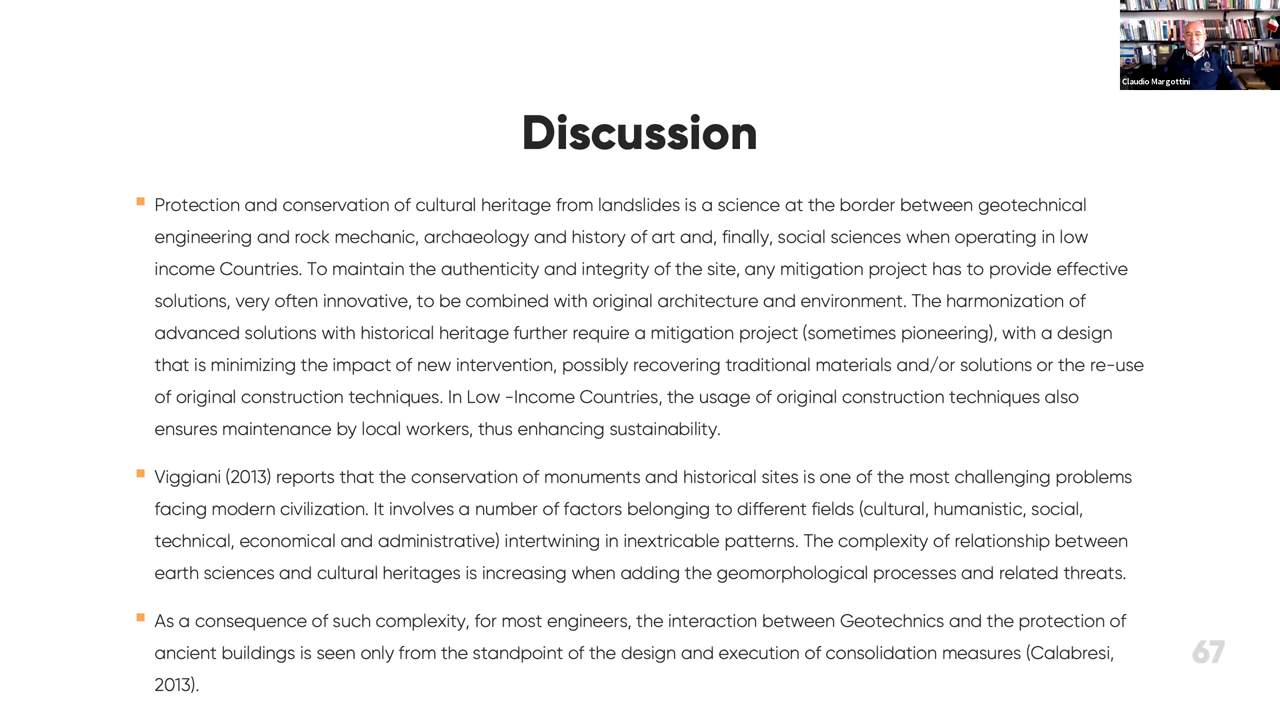 Claudio Margottini
Discussion
Protection and conservation of cultural heritage from landslides is a science at the border between geotechnical
engineering and rock mechanic, archaeology and history of art and, finally, social sciences when operating in low
income Countries. To maintain the authenticity and integrity of the site, any mitigation project has to provide effective
solutions, very often innovative, to be combined with original architecture and environment. The harmonization of
advanced solutions with historical heritage further require a mitigation project (sometimes pioneering), with a design
that is minimizing the impact of new intervention, possibly recovering traditional materials and/or solutions or the re-use
of original construction techniques. In Low -Income Countries, the usage of original construction techniques also
ensures maintenance by local workers, thus enhancing sustainability.
Viggiani (2013) reports that the conservation of monuments and historical sites is one of the most challenging problems
facing modern civilization. It involves a number of factors belonging to different fields (cultural, humanistic, social,
technical, economical and administrative) intertwining in inextricable patterns. The complexity of relationship between
earth sciences and cultural heritages is increasing when adding the geomorphological processes and related threats.
As a consequence of such complexity, for most engineers, the interaction between Geotechnics and the protection of
ancient buildings is seen only from the standpoint of the design and execution of consolidation measures (Calabresi,
2013).
67